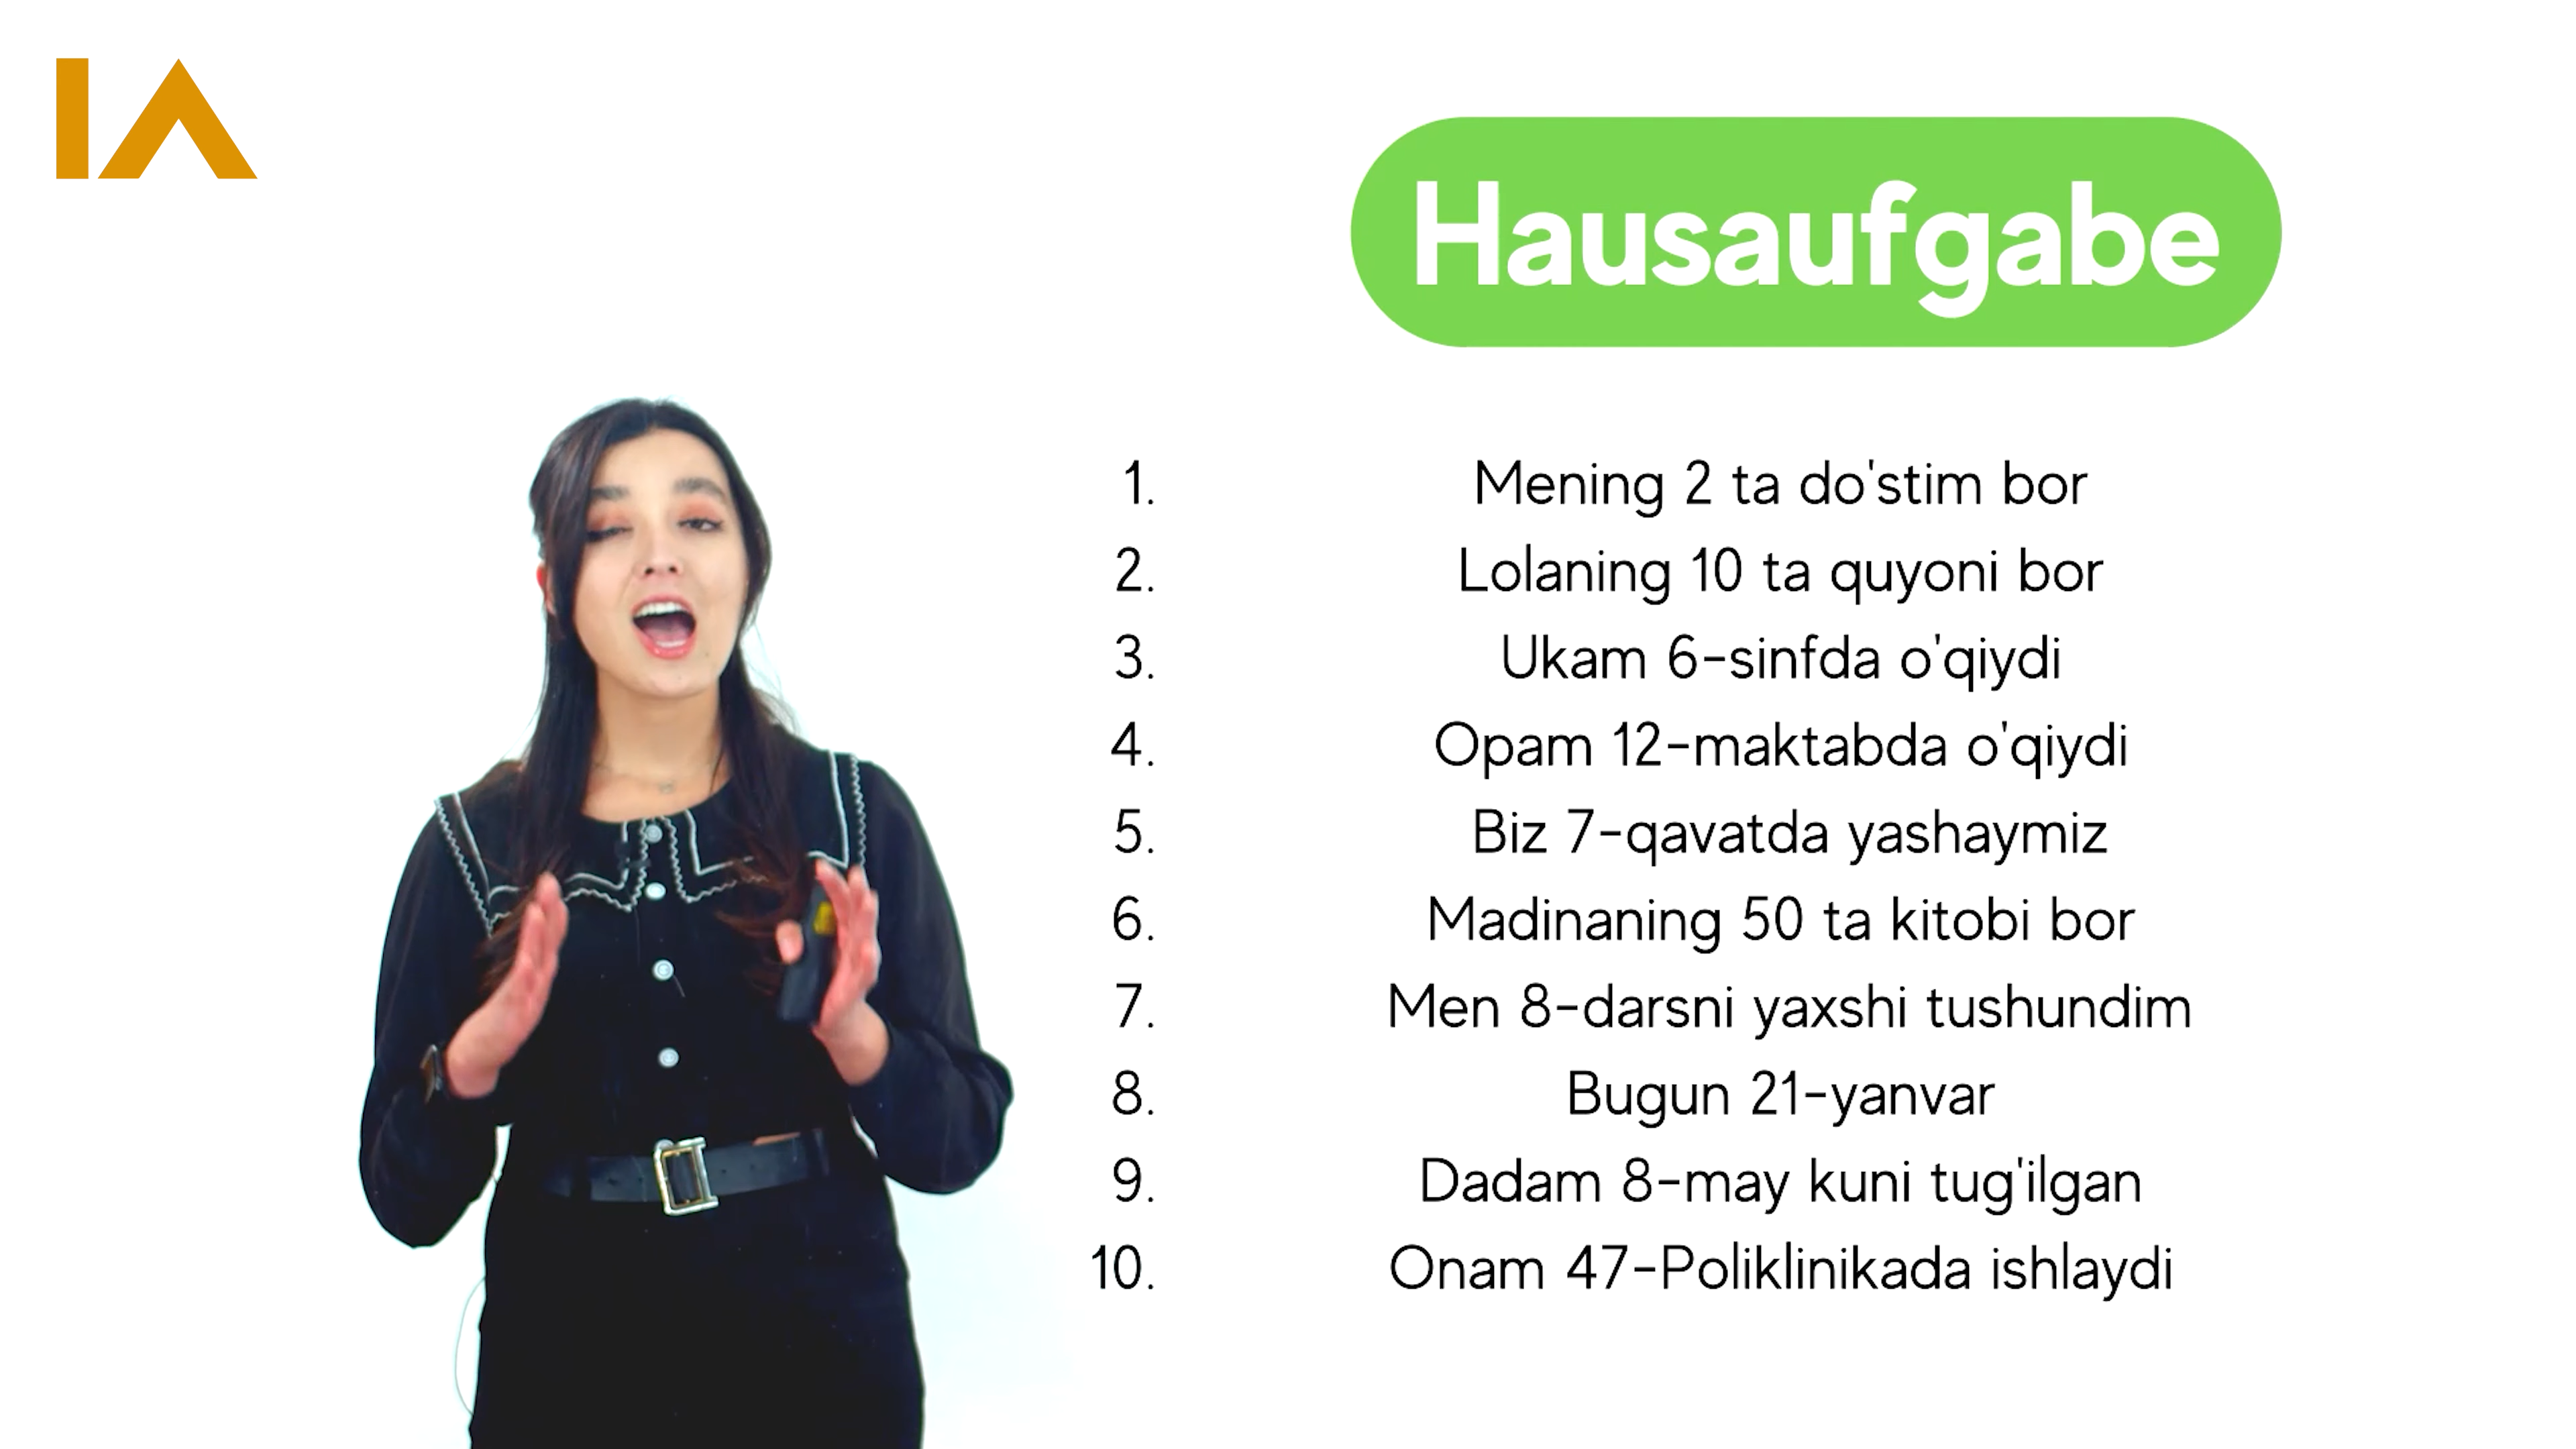 IA
Hausaufgabe
1. Mening 2 ta do'stim bor
2. Lolaning 10 ta quyoni bor
3. Ukam 6-sinfda o'qiydi
4. Opam 12-maktabda o'qiydi
5. Biz 7-qavatda yashaymiz
6. Madinaning 50 ta kitobi bor
7. Men 8-darsni yaxshi tushundim
8. Bugun 21-yanvar
9. Dadam 8-may kuni tug'ilgan
10. Onam 47-Poliklinikada ishlaydi